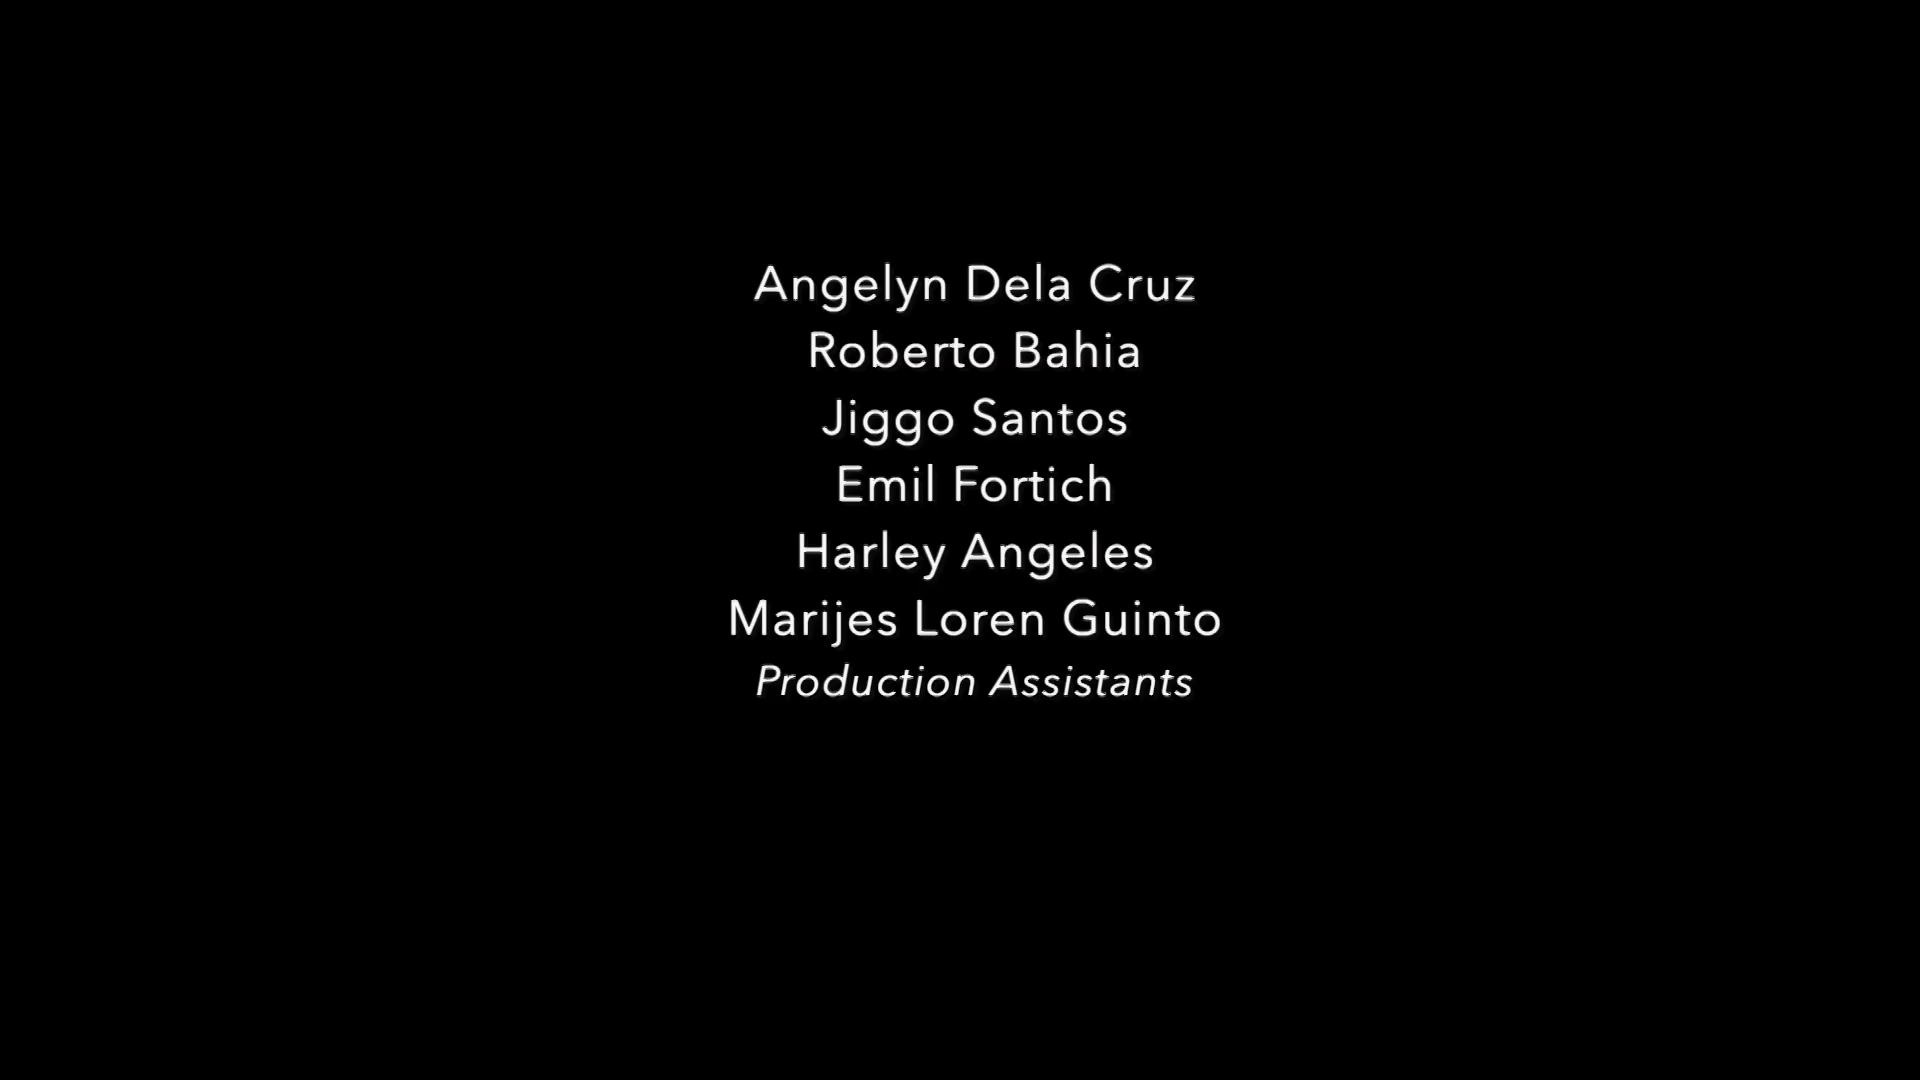 Angelyn Dela Cruz
Roberto Bahia
Jiggo Santos
Emil Fortich
Harley Angeles
Marijes Loren Guinto
Production Assistants